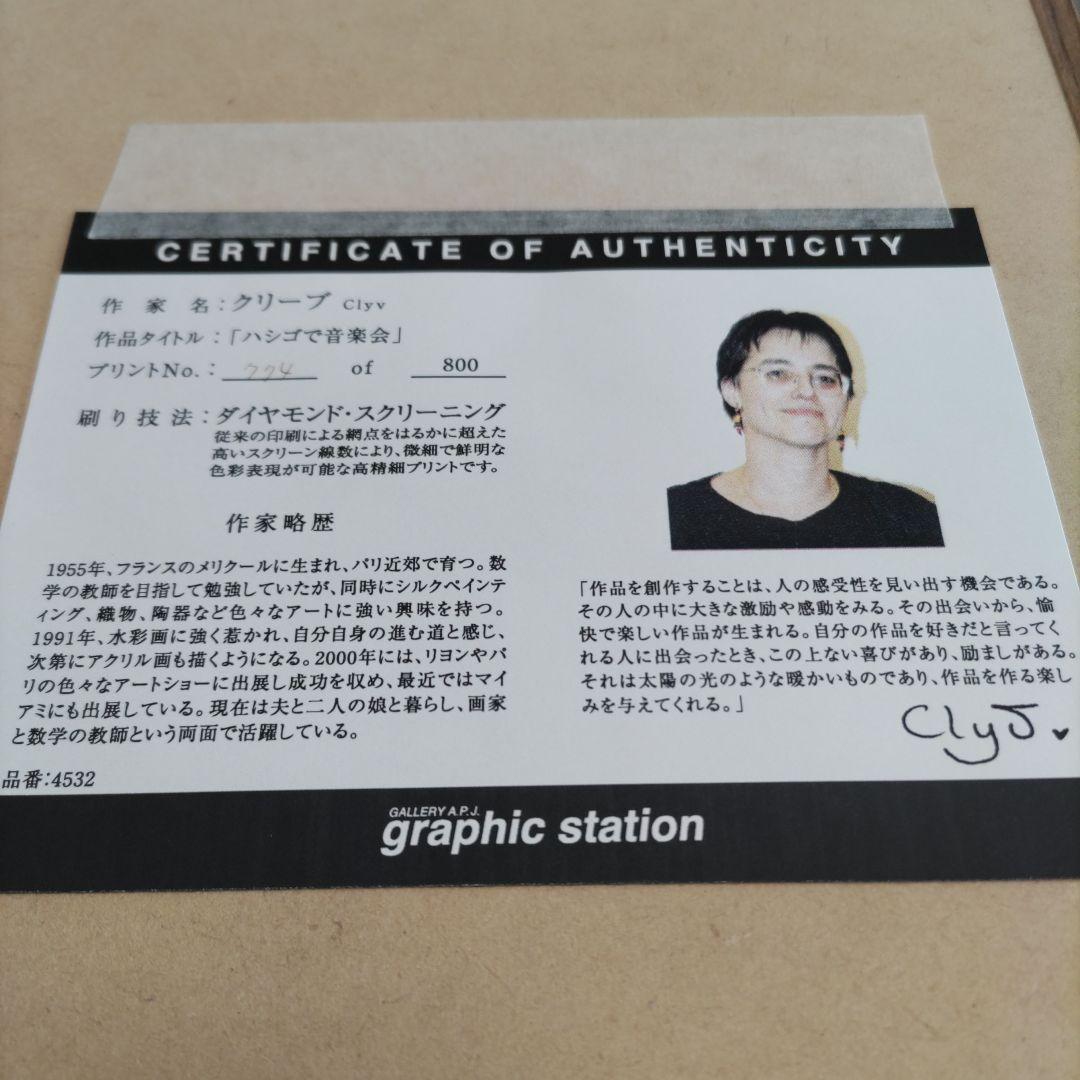 CERTIFICATE OF AUTHENTICITY
作 家 名：クリーブ Clyv
作品タイトル：「ハシゴで音楽会」
プリントNo.： 774 of 800
刷り技法：ダイヤモンド・スクリーニング
従来の印刷による網点をはるかに超えた
高いスクリーン線数により、微細で鮮明な
色彩表現が可能な高精細プリントです。
作家略歴
1955年、フランスのメリクールに生まれ、パリ近郊で育つ。数
学の教師を目指して勉強していたが、同時にシルクペインテ
ィング、織物、陶器など色々なアートに強い興味を持つ。
1991年、水彩画に強く惹かれ、自分自身の進む道と感じ、
次第にアクリル画も描くようになる。2000年には、リヨンやパ
リの色々なアートショーに出展し成功を収め、最近ではマイ
アミにも出展している。現在は夫と二人の娘と暮らし、画家
と数学の教師という両面で活躍している。
品番：4532
「作品を創作することは、人の感受性を見い出す機会である。
その人の中に大きな激励や感動をみる。その出会いから、愉
快で楽しい作品が生まれる。自分の作品を好きだと言ってく
れる人に出会ったとき、この上ない喜びがあり、励ましがある。
それは太陽の光のような暖かいものであり、作品を作る楽し
みを与えてくれる。」
Clyv
GALLERY A.P.J.
graphic station